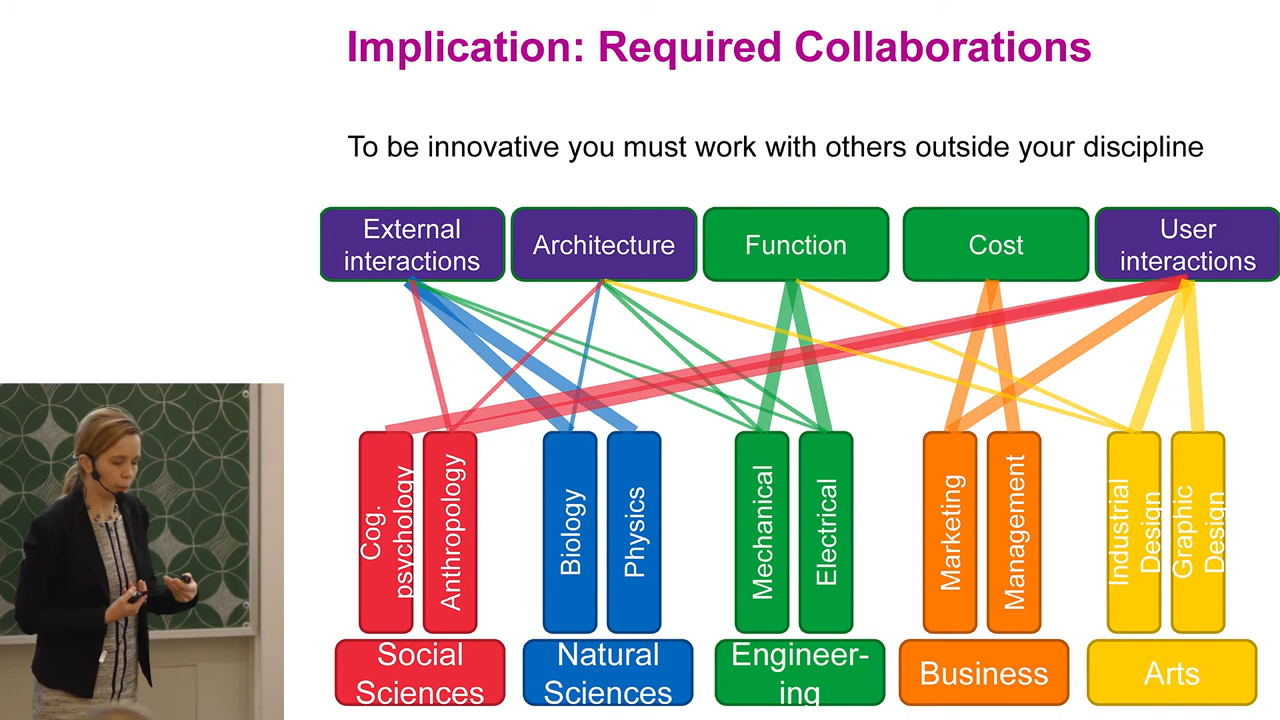 Implication: Required Collaborations
To be innovative you must work with others outside your discipline
External
interactions
Architecture
Function
Cost
User
interactions
Cog.
psychology
Anthropology
Biology
Physics
Mechanical
Electrical
Marketing
Management
Industrial
Design
Graphic
Design
Social
Sciences
Natural
Sciences
Engineer-
ing
Business
Arts